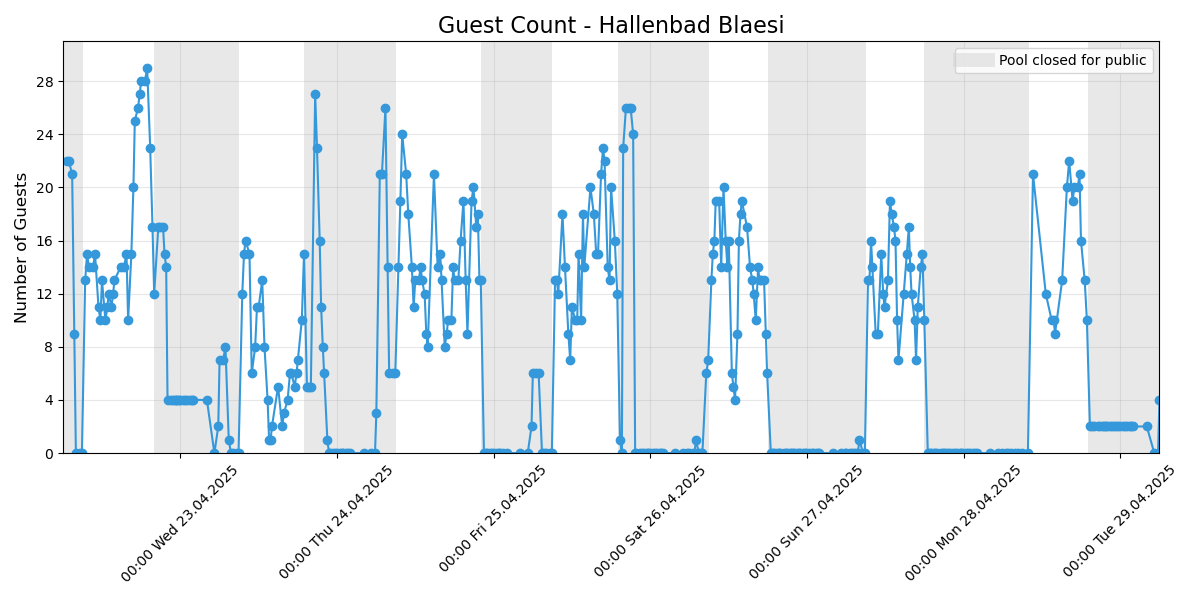 Guest Count - Hallenbad Blaesi
Pool closed for public
Number of Guests
28
24
20
16
12
8
4
0
00:00 Wed 23.04.2025
00:00 Thu 24.04.2025
00:00 Fri 25.04.2025
00:00 Sat 26.04.2025
00:00 Sun 27.04.2025
00:00 Mon 28.04.2025
00:00 Tue 29.04.2025